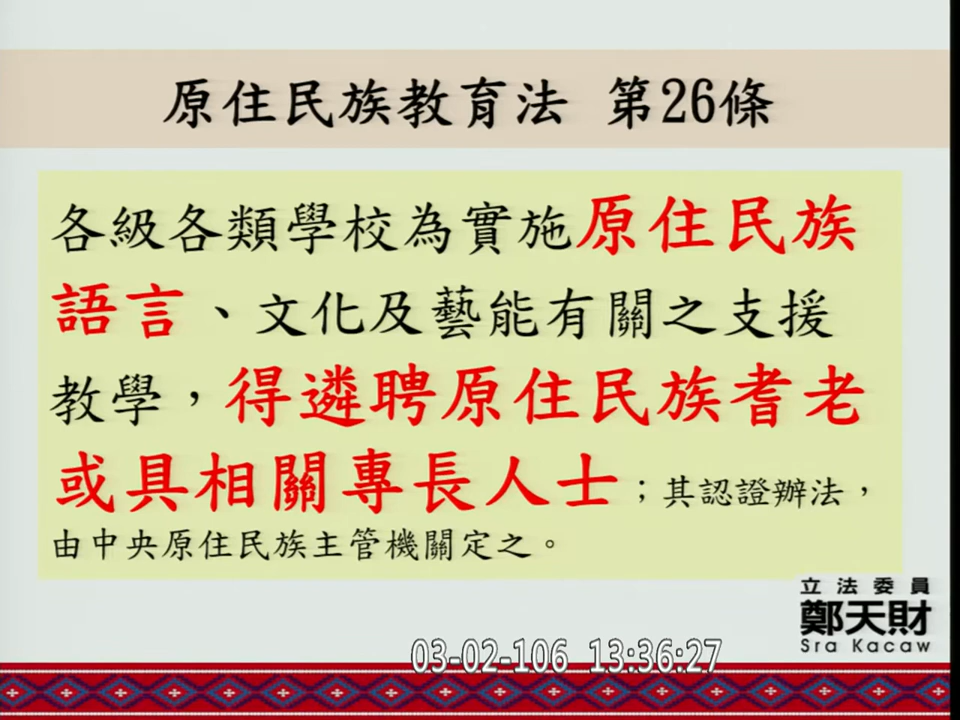 原住民族教育法 第26條
各級各類學校為實施原住民族
語言、文化及藝能有關之支援
教學，得遴聘原住民族耆老
或具相關專長人士；其認證辦法，
由中央原住民族主管機關定之。
立法委員
鄭天財
Sra Kacaw
03-02-106 13:36:27